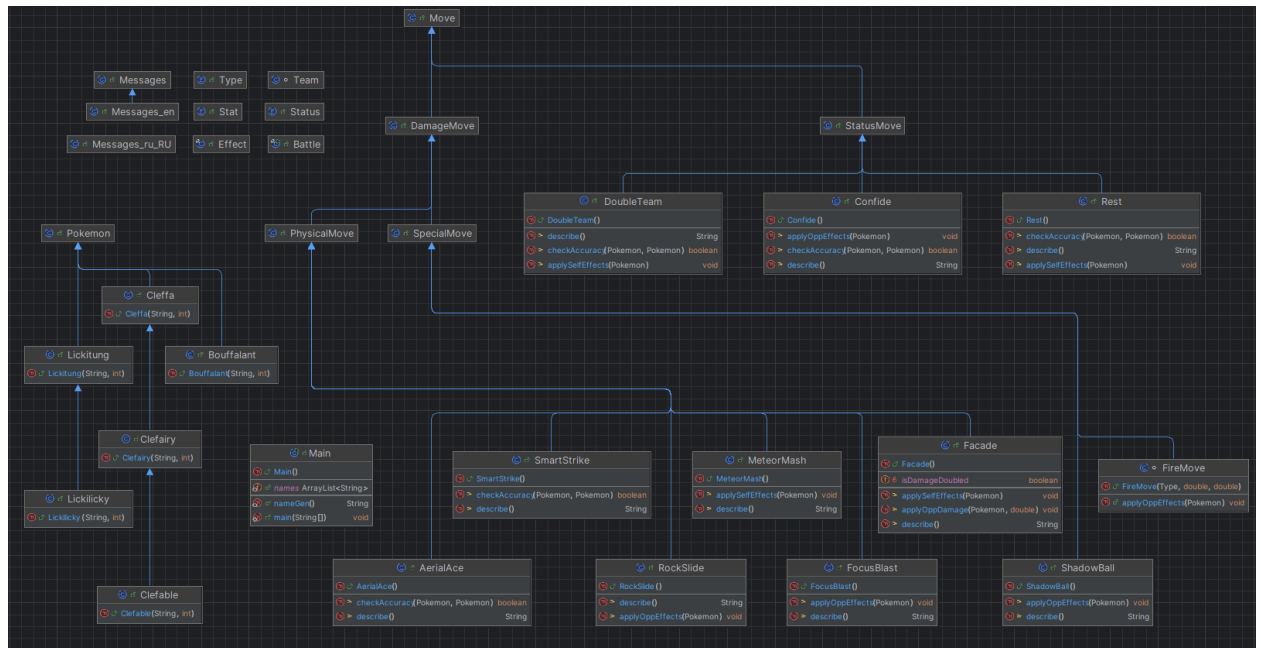 Move
Messages
Type
Team
Messages_en
Stat
Status
Messages_ru_RU
Effect
Battle
DamageMove
StatusMove
DoubleTeam
DoubleTeam()
describe() String
checkAccuracy(Pokemon, Pokemon) boolean
applySelfEffects(Pokemon) void
Confide
Confide()
applyOppEffects(Pokemon) void
checkAccuracy(Pokemon, Pokemon) boolean
describe() String
Rest
Rest()
checkAccuracy(Pokemon, Pokemon) boolean
describe() String
applySelfEffects(Pokemon) void
Pokemon
PhysicalMove
SpecialMove
Cleffa
Cleffa(String, int)
Lickitung
Lickitung(String, int)
Bouffalant
Bouffalant(String, int)
Clefairy
Clefairy(String, int)
Main
Main()
names ArrayList<String>
nameGen() String
main(String[]) void
SmartStrike
SmartStrike()
checkAccuracy(Pokemon, Pokemon) boolean
describe() String
MeteorMash
MeteorMash()
applySelfEffects(Pokemon) void
describe() String
Facade
Facade()
isDamageDoubled boolean
applySelfEffects(Pokemon) void
applyOppDamage(Pokemon, double) void
describe() String
FireMove
FireMove(Type, double, double)
applyOppEffects(Pokemon) void
Lickilicky
Lickilicky(String, int)
Clefable
Clefable(String, int)
AerialAce
AerialAce()
checkAccuracy(Pokemon, Pokemon) boolean
describe() String
RockSlide
RockSlide()
describe() String
applyOppEffects(Pokemon) void
FocusBlast
FocusBlast()
applyOppEffects(Pokemon) void
describe() String
ShadowBall
ShadowBall()
applyOppEffects(Pokemon) void
describe() String